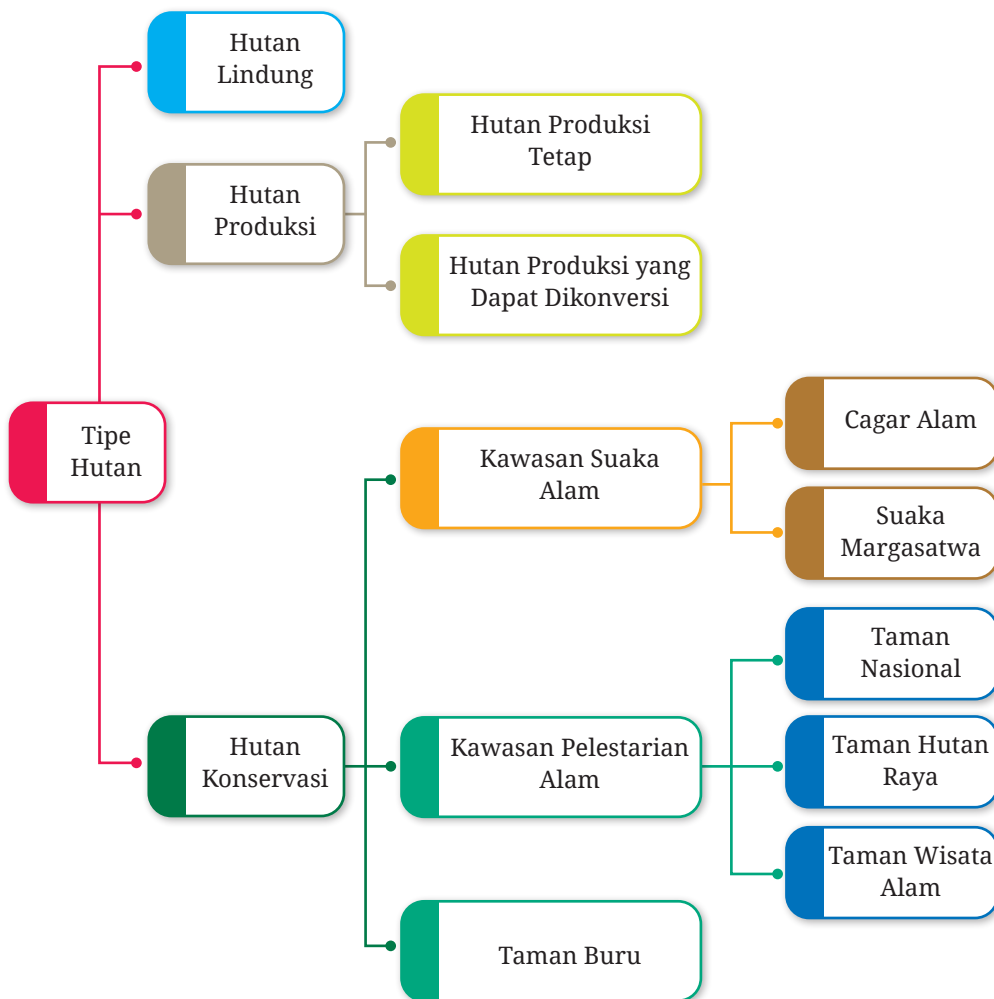 Hutan
Lindung
Hutan Produksi
Tetap
Hutan
Produksi
Hutan Produksi yang
Dapat Dikonversi
Tipe
Hutan
Kawasan Suaka
Alam
Cagar Alam
Suaka
Margasatwa
Taman
Nasional
Hutan
Konservasi
Kawasan Pelestarian
Alam
Taman Hutan
Raya
Taman Wisata
Alam
Taman Buru